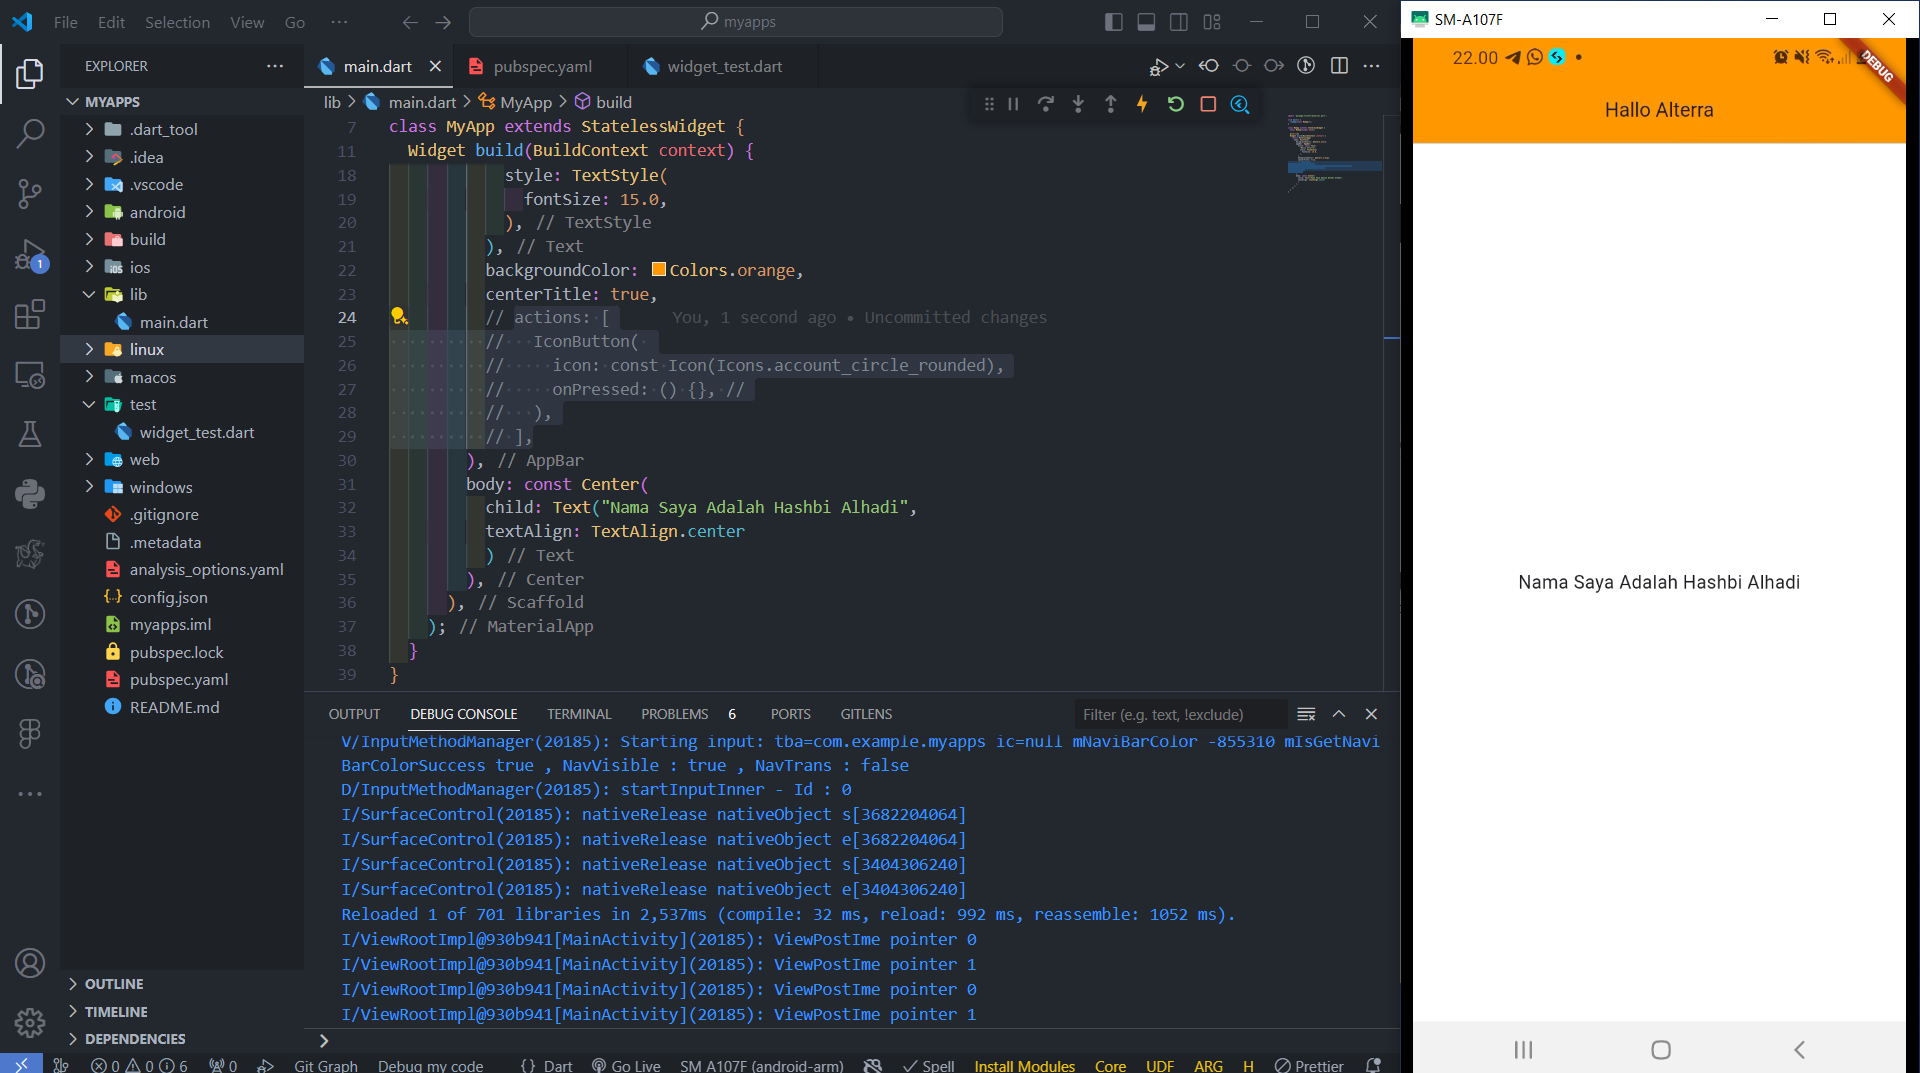 File Edit Selection View Go ··· myapps
SM-A107F
EXPLORER
main.dart
pubspec.yaml
widget_test.dart
MYAPPS
.dart_tool
.idea
.vscode
android
build
ios
lib
main.dart
linux
macos
test
widget_test.dart
web
windows
.gitignore
.metadata
analysis_options.yaml
config.json
myapps.iml
pubspec.lock
pubspec.yaml
README.md
OUTLINE
TIMELINE
DEPENDENCIES
1
lib > main.dart > MyApp > build
7 class MyApp extends StatelessWidget {
11 Widget build(BuildContext context) {
18 style: TextStyle(
19 fontSize: 15.0,
20 ), // TextStyle
21 ), // Text
22 backgroundColor: Colors.orange,
23 centerTitle: true,
24 // actions: [ You, 1 second ago • Uncommitted changes
25 // IconButton(
26 // icon: const Icon(Icons.account_circle_rounded),
27 // onPressed: () {}, //
28 // ),
29 // ],
30 ), // AppBar
31 body: const Center(
32 child: Text("Nama Saya Adalah Hashbi Alhadi",
33 textAlign: TextAlign.center
34 ) // Text
35 ), // Center
36 ), // Scaffold
37 ); // MaterialApp
38 }
39 }
OUTPUT DEBUG CONSOLE TERMINAL PROBLEMS 6 PORTS GITLENS Filter (e.g. text, !exclude)
V/InputMethodManager(20185): Starting input: tba=com.example.myapps ic=null mNaviBarColor -855310 mIsGetNavi
BarColorSuccess true , NavVisible : true , NavTrans : false
D/InputMethodManager(20185): startInputInner - Id : 0
I/SurfaceControl(20185): nativeRelease nativeObject s[3682204064]
I/SurfaceControl(20185): nativeRelease nativeObject e[3682204064]
I/SurfaceControl(20185): nativeRelease nativeObject s[3404306240]
I/SurfaceControl(20185): nativeRelease nativeObject e[3404306240]
Reloaded 1 of 701 libraries in 2,537ms (compile: 32 ms, reload: 992 ms, reassemble: 1052 ms).
I/ViewRootImpl@930b941[MainActivity](20185): ViewPostIme pointer 0
I/ViewRootImpl@930b941[MainActivity](20185): ViewPostIme pointer 1
I/ViewRootImpl@930b941[MainActivity](20185): ViewPostIme pointer 0
I/ViewRootImpl@930b941[MainActivity](20185): ViewPostIme pointer 1
0 0 6 0 Git Graph Debug my code {} Dart Go Live SM A107F (android-arm) Spell Install Modules Core UDF ARG H Prettier
22.00
DEBUG
Hallo Alterra
Nama Saya Adalah Hashbi Alhadi